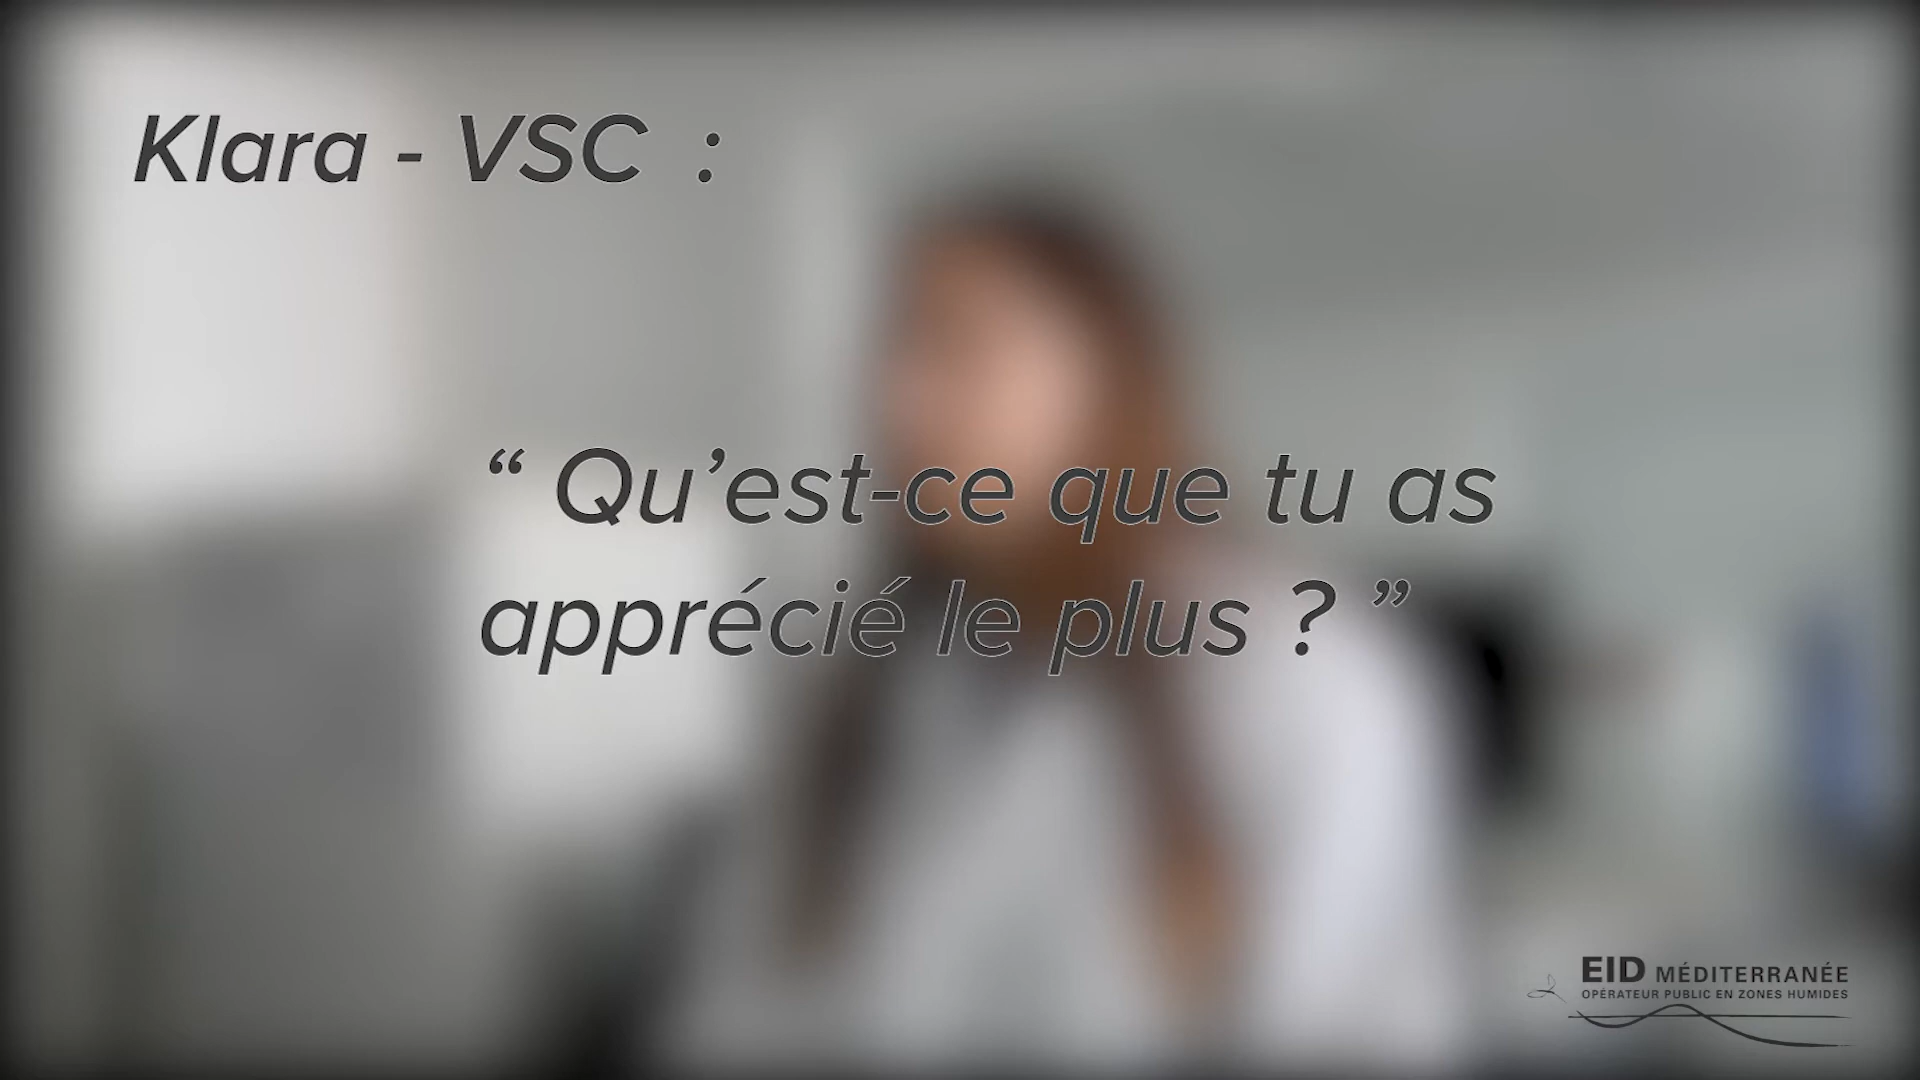 Klara - VSC :
“ Qu’est-ce que tu as
apprécié le plus ? ”
EID MÉDITERRANÉE
OPÉRATEUR PUBLIC EN ZONES HUMIDES